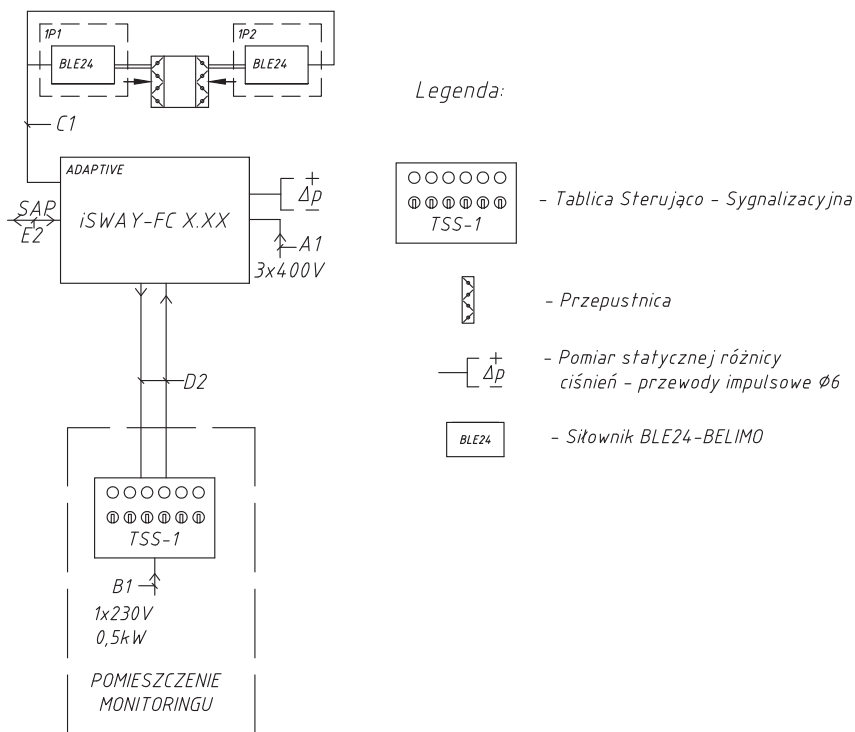 1P1
1P2
BLE24
BLE24
C1
Legenda:
ADAPTIVE
iSWAY-FC X.XX
+
Δp
-
SAP
E2
A1
3x400V
TSS-1
- Tablica Sterująco - Sygnalizacyjna
- Przepustnica
+
Δp
-
- Pomiar statycznej różnicy
ciśnień - przewody impulsowe Ø6
BLE24
- Siłownik BLE24-BELIMO
D2
TSS-1
B1
1x230V
0,5kW
POMIESZCZENIE
MONITORINGU